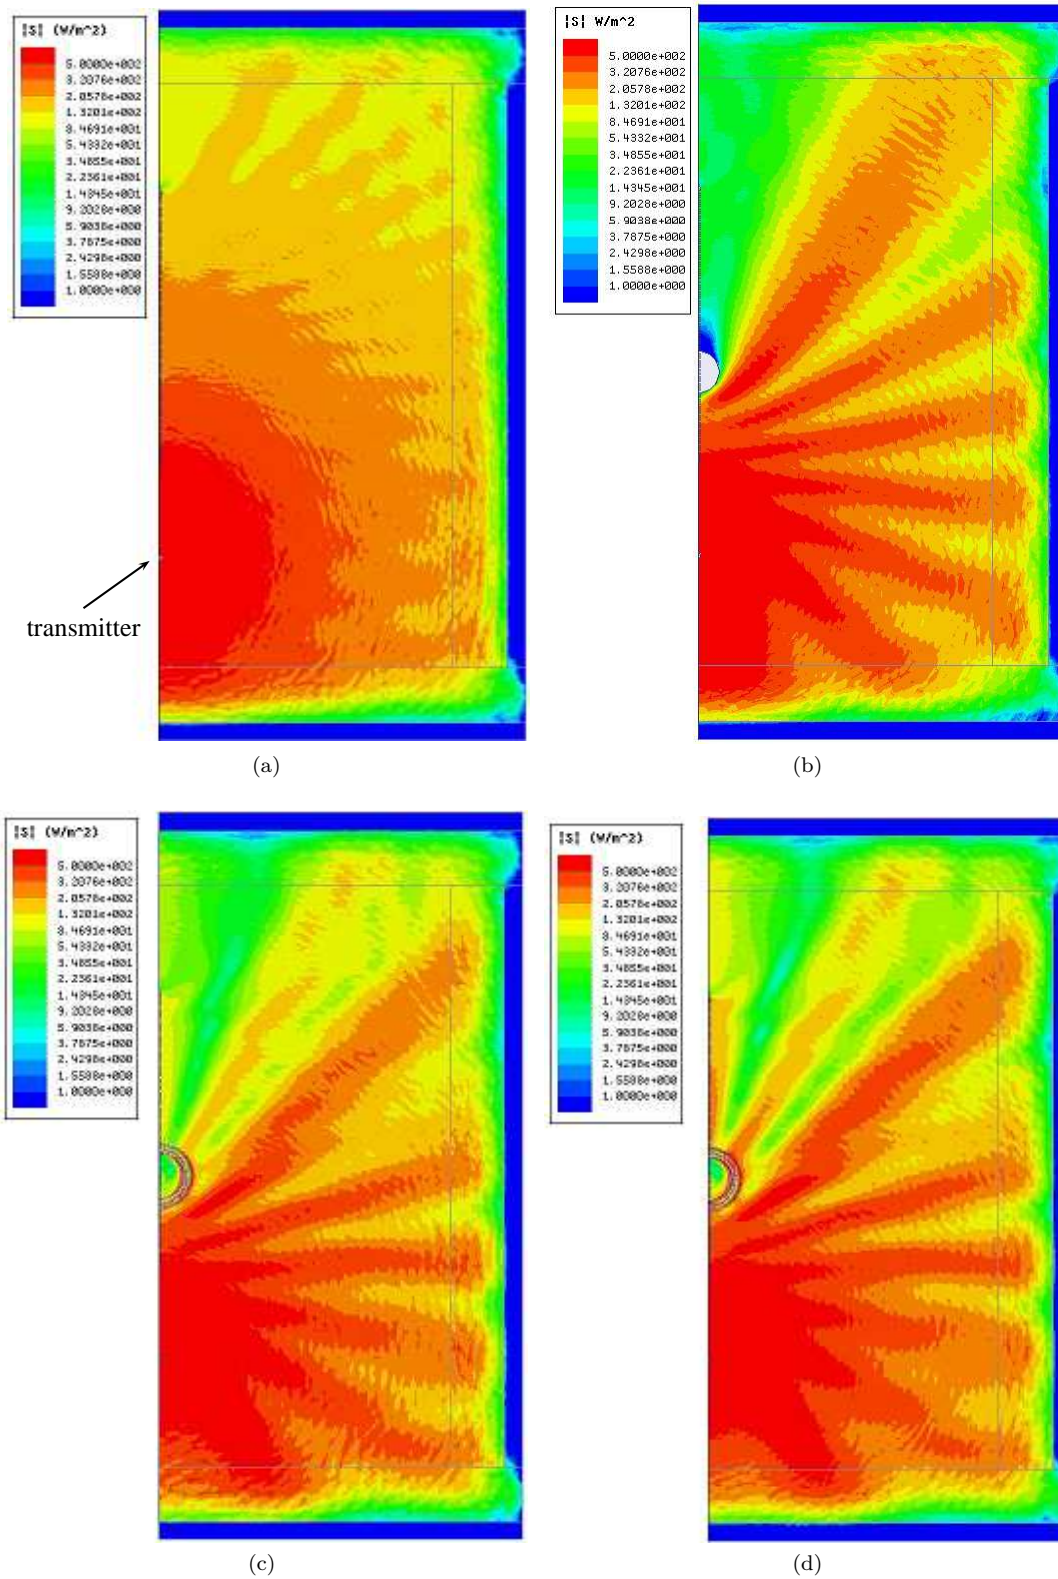 |S| (W/m^2)
5.0000e+002
3.2076e+002
2.0578e+002
1.3201e+002
8.4691e+001
5.4332e+001
3.4855e+001
2.2361e+001
1.4345e+001
9.2028e+000
5.9038e+000
3.7875e+000
2.4298e+000
1.5588e+000
1.0000e+000
transmitter
(a)
|S| W/m^2
5.0000e+002
3.2076e+002
2.0578e+002
1.3201e+002
8.4691e+001
5.4332e+001
3.4855e+001
2.2361e+001
1.4345e+001
9.2028e+000
5.9038e+000
3.7875e+000
2.4298e+000
1.5588e+000
1.0000e+000
(b)
|S| (W/m^2)
5.0000e+002
3.2076e+002
2.0578e+002
1.3201e+002
8.4691e+001
5.4332e+001
3.4855e+001
2.2361e+001
1.4345e+001
9.2028e+000
5.9038e+000
3.7875e+000
2.4298e+000
1.5588e+000
1.0000e+000
(c)
|S| (W/m^2)
5.0000e+002
3.2076e+002
2.0578e+002
1.3201e+002
8.4691e+001
5.4332e+001
3.4855e+001
2.2361e+001
1.4345e+001
9.2028e+000
5.9038e+000
3.7875e+000
2.4298e+000
1.5588e+000
1.0000e+000
(d)